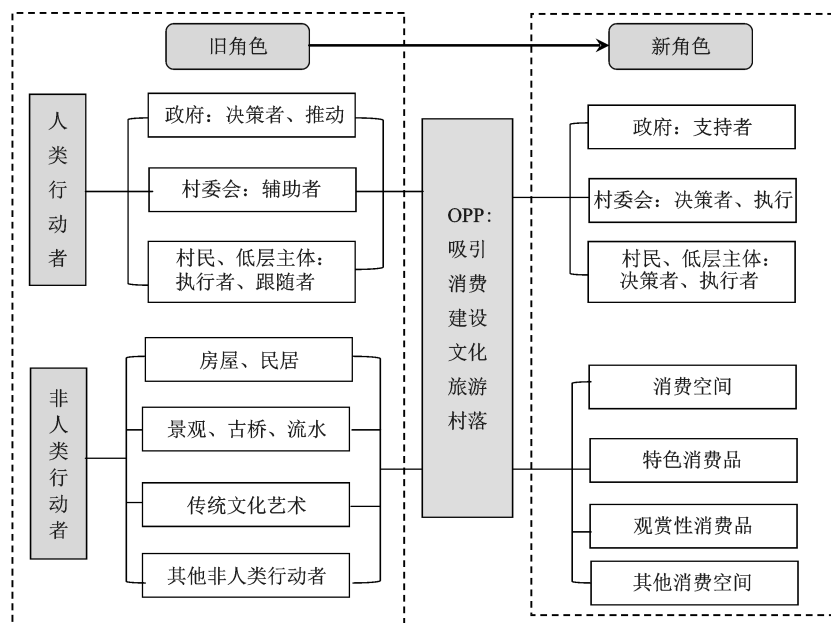 旧角色
新角色
人类行动者
政府：决策者、推动
村委会：辅助者
村民、低层主体：
执行者、跟随者
非人类行动者
房屋、民居
景观、古桥、流水
传统文化艺术
其他非人类行动者
OPP：
吸引
消费
建设
文化
旅游
村落
政府：支持者
村委会：决策者、执行
村民、低层主体：
决策者、执行者
消费空间
特色消费品
观赏性消费品
其他消费空间